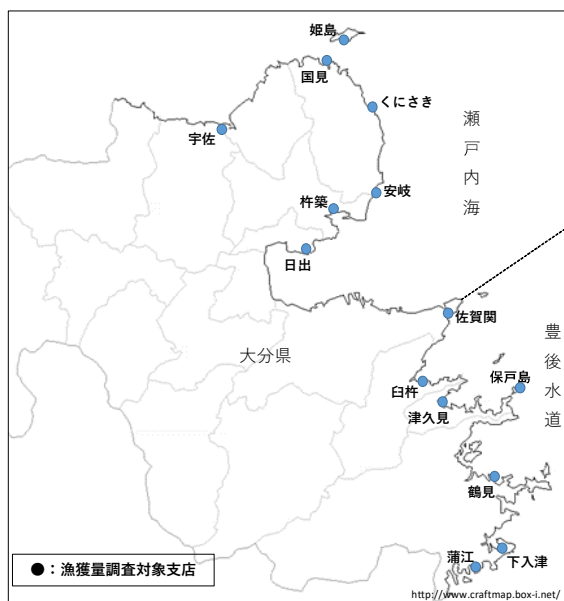 姫島
国見
くにさき
宇佐
瀬戸内海
安岐
杵築
日出
佐賀関
大分県
豊後水道
保戸島
臼杵
津久見
鶴見
下入津
蒲江
●：漁獲量調査対象支店
http://www.craftmap.box-i.net/